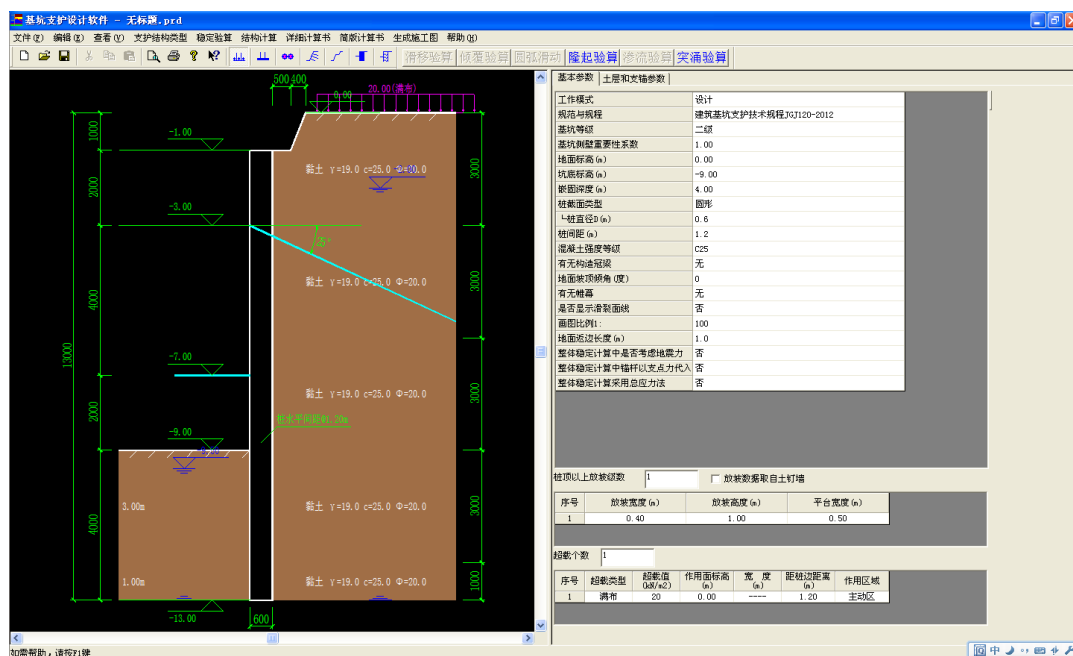 基坑支护设计软件 - 无标题.prd
文件(F) 编辑(E) 查看(V) 支护结构类型 稳定验算 结构计算 详细计算书 简版计算书 生成施工图 帮助(H)
滑移验算 倾覆验算 圆弧滑动 隆起验算 渗流验算 突涌验算
500 400
20.00(满布)
0.00
1000
-1.00
黏土 γ=19.0 c=25.0
-2.00
2000
3000
-3.00
25°
黏土 γ=19.0 c=25.0 Φ=20.0
3000
4000
13000
-7.00
黏土 γ=19.0 c=25.0 Φ=20.0
3000
桩水平间距@1.20m
2000
-9.00
3.00m
黏土 γ=19.0 c=25.0 Φ=20.0
3000
4000
1.00m
黏土 γ=19.0 c=25.0 Φ=20.0
1000
-13.00
600
如需帮助，请按F1键
基本参数 土层和支锚参数
工作模式 设计
规范与规程 建筑基坑支护技术规程JGJ120-2012
基坑等级 二级
基坑侧壁重要性系数 1.00
地面标高(m) 0.00
坑底标高(m) -9.00
嵌固深度(m) 4.00
桩截面类型 圆形
└桩直径D(m) 0.6
桩间距(m) 1.2
混凝土强度等级 C25
有无构造冠梁 无
地面坡顶倾角(度) 0
有无帷幕 无
是否显示滑裂面线 否
画图比例1: 100
地面近边长度(m) 1.0
整体稳定计算中是否考虑地震力 否
整体稳定计算中锚杆以支点力代入 否
整体稳定计算采用总应力法 否
桩顶以上放坡级数 1 放坡数据取自土钉墙
序号 放坡宽度(m) 放坡高度(m) 平台宽度(m)
1 0.40 1.00 0.50
超载个数 1
序号 超载类型 超载值(kN/m2) 作用面标高(m) 宽 度(m) 距桩边距离(m) 作用区域
1 满布 20 0.00 ---- 1.20 主动区
中